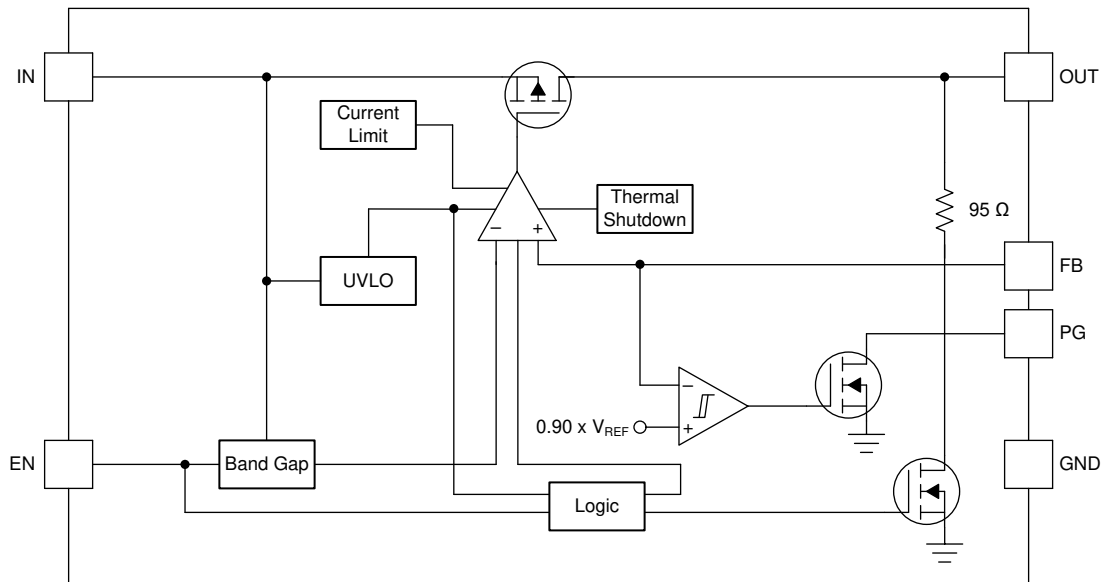 IN
OUT
Current
Limit
Thermal
Shutdown
95 Ω
− +
UVLO
FB
PG
−
0.90 x V_REF
+
EN
Band Gap
GND
Logic